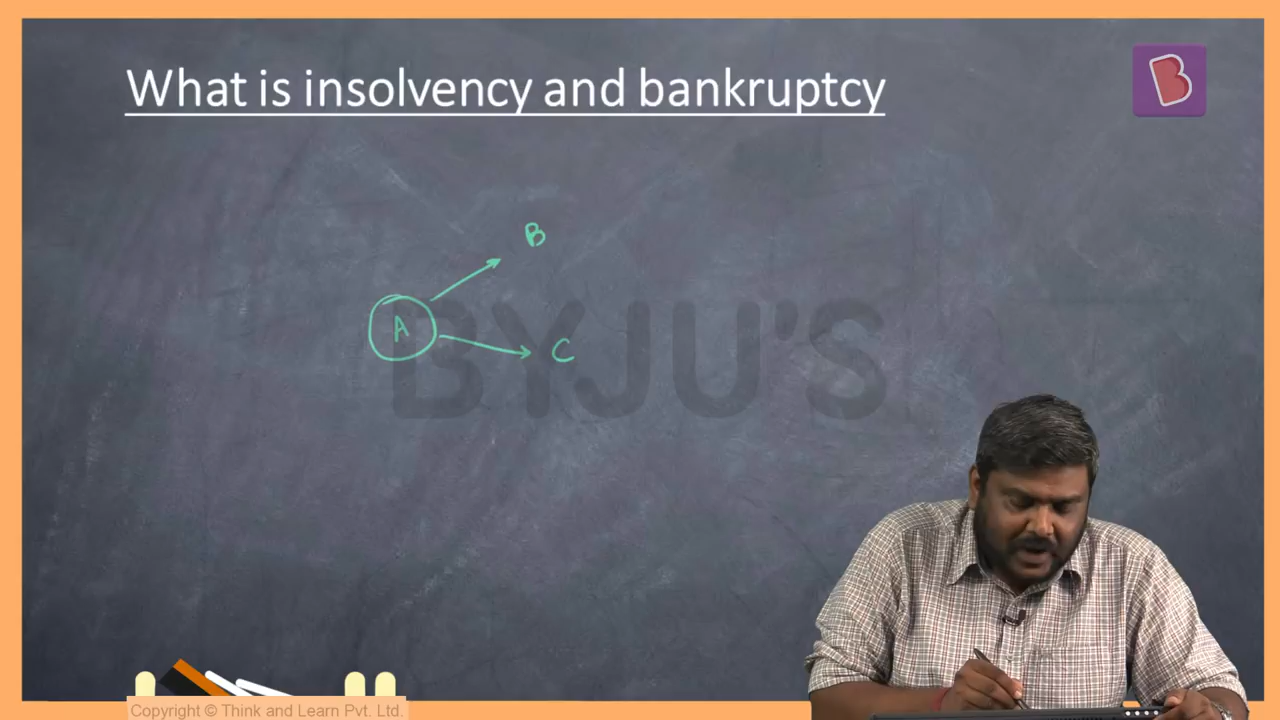 What is insolvency and bankruptcy
B
B
A
C
BYJU'S
Copyright © Think and Learn Pvt. Ltd.